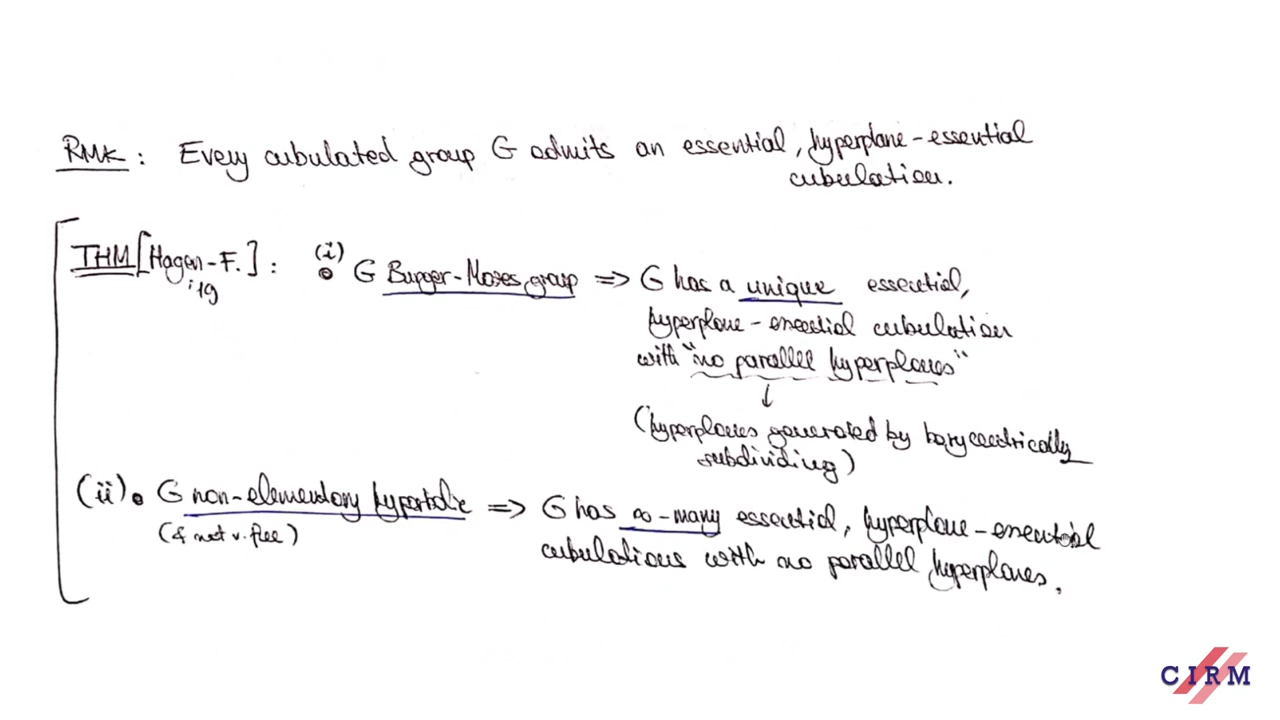 RMK : Every cubulated group G admits an essential, hyperplane-essential
cubulation.
THM [Hagen-F.] : (i) • G Burger-Mozes group ⇒ G has a unique essential,
'19
hyperplane-essential cubulation
with "no parallel hyperplanes"
↓
(hyperplanes generated by barycentrically
subdividing)
(ii) • G non-elementary hyperbolic ⇒ G has ∞-many essential, hyperplane-essential
(& not v. free)
cubulations with no parallel hyperplanes.
CIRM